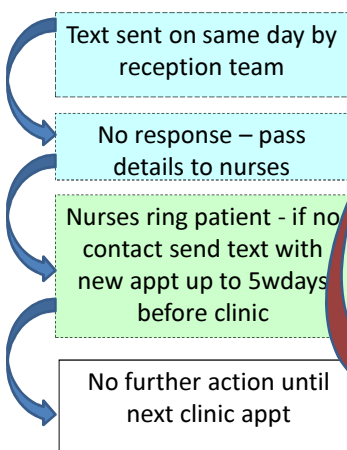 Text sent on same day by
reception team
No response – pass
details to nurses
Nurses ring patient - if no
contact send text with
new appt up to 5wdays
before clinic
No further action until
next clinic appt